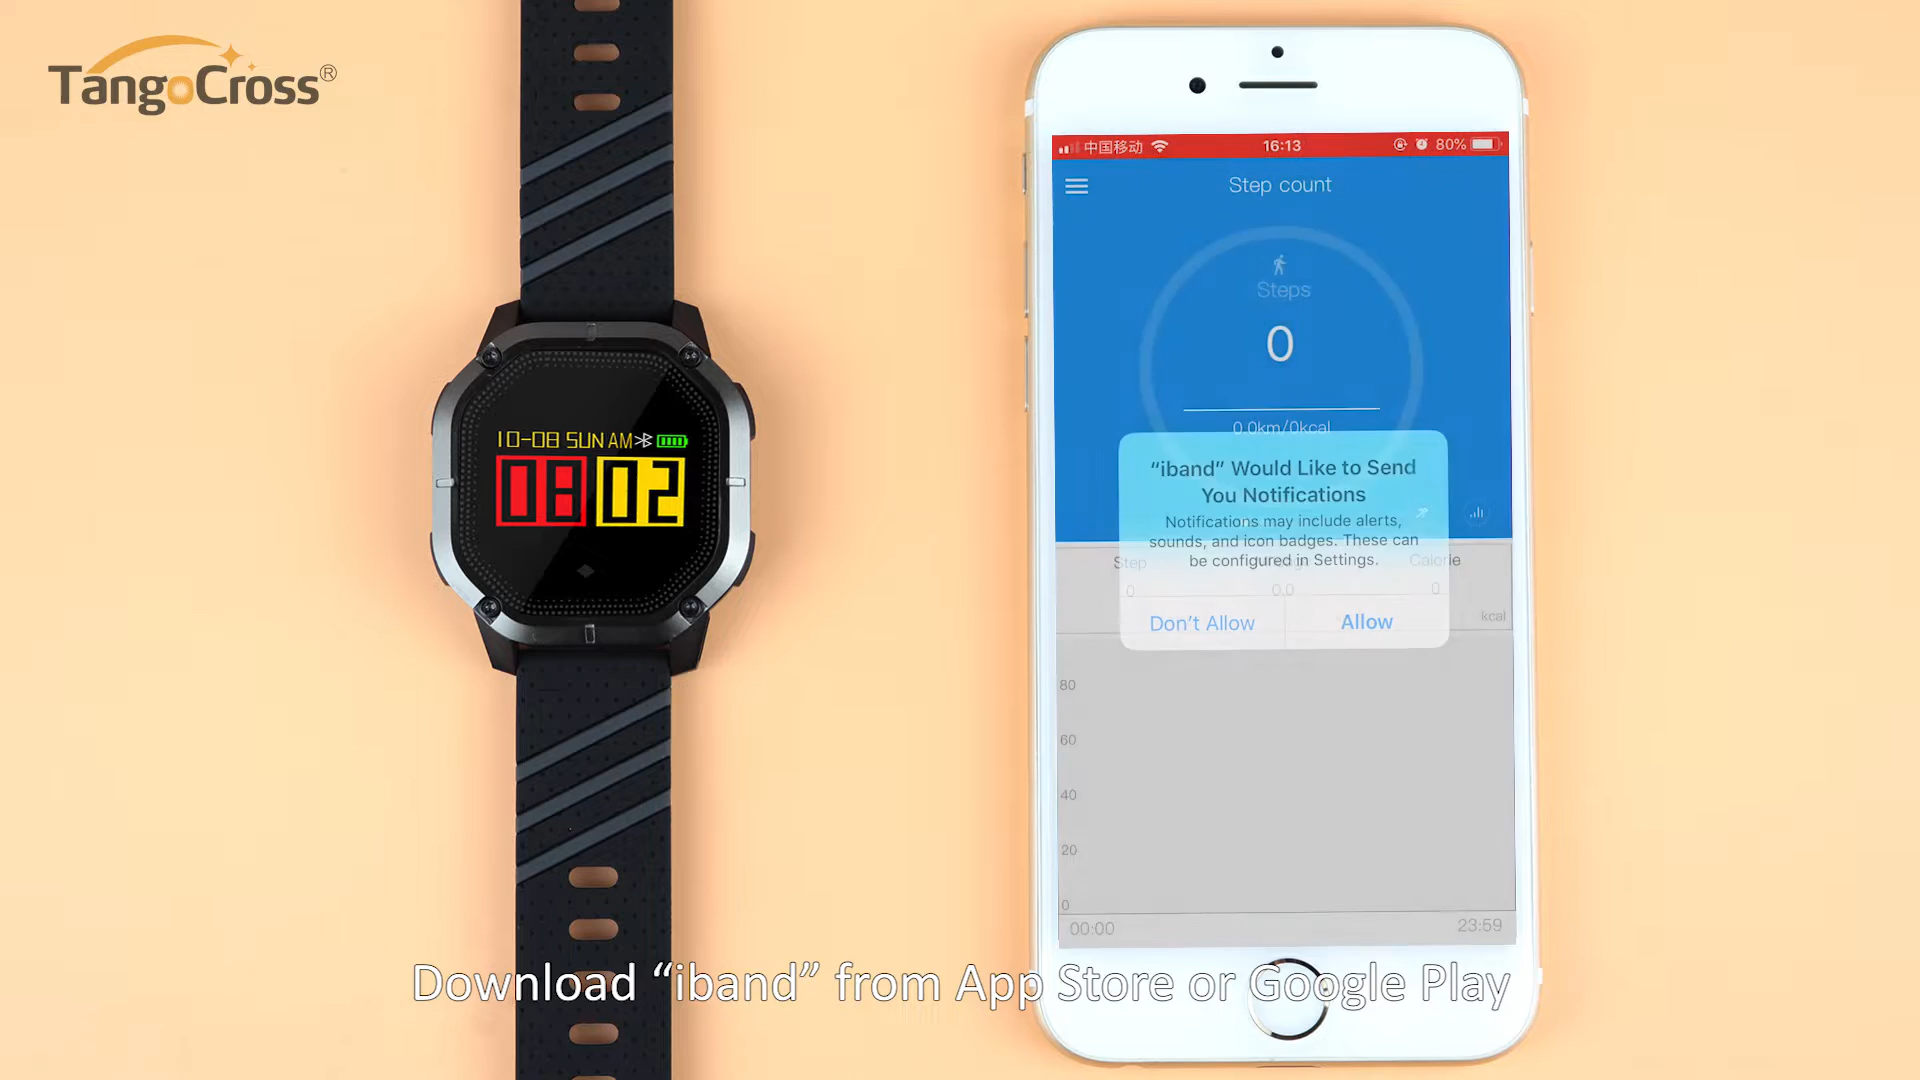 TangoCross®
10-08 SUN AM
08 02
中国移动 16:13 80%
Step count
Steps
0
0.0km/0kcal
“iband” Would Like to Send
You Notifications
Notifications may include alerts,
sounds, and icon badges. These can
be configured in Settings.
Step Calorie
0 0.0 0
kcal
Don’t Allow Allow
80
60
40
20
0
00:00 23:59
Download “iband” from App Store or Google Play